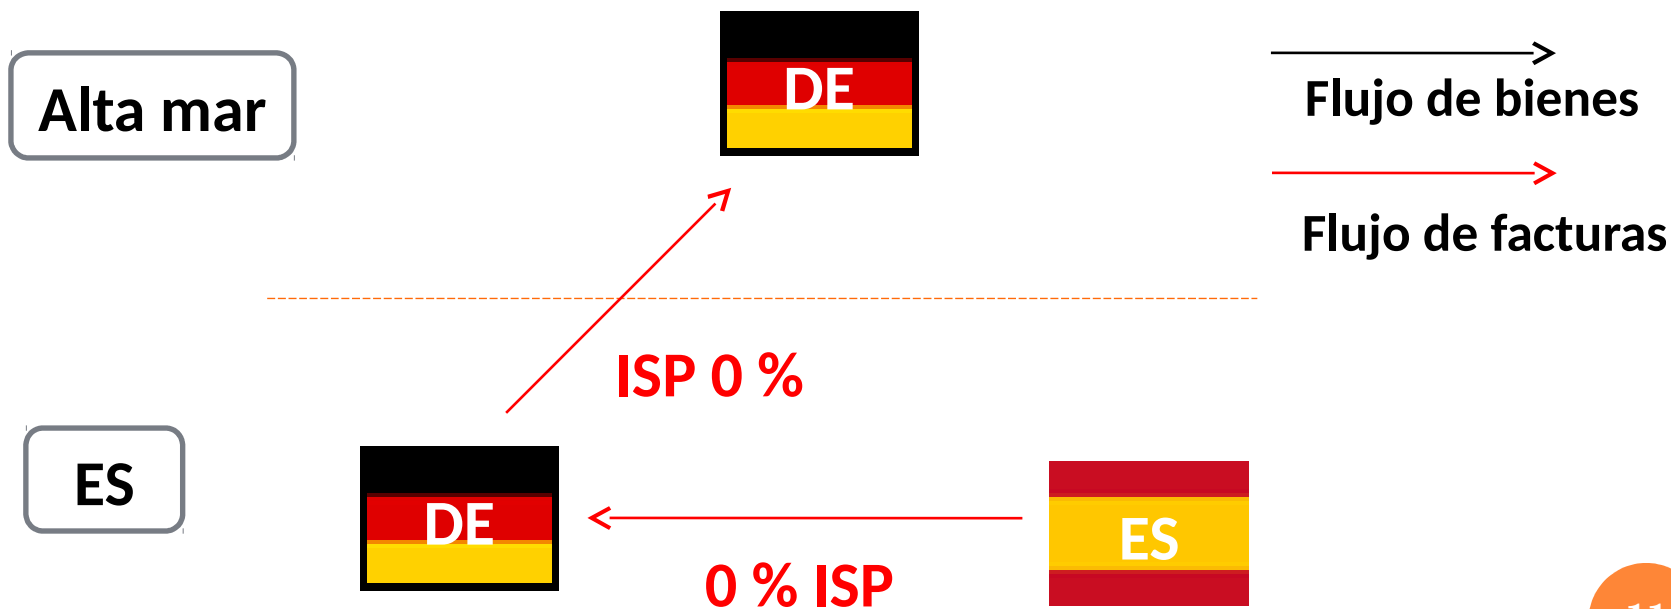 DE
Alta mar
Flujo de bienes
Flujo de facturas
ISP 0 %
ES
DE
ES
0 % ISP